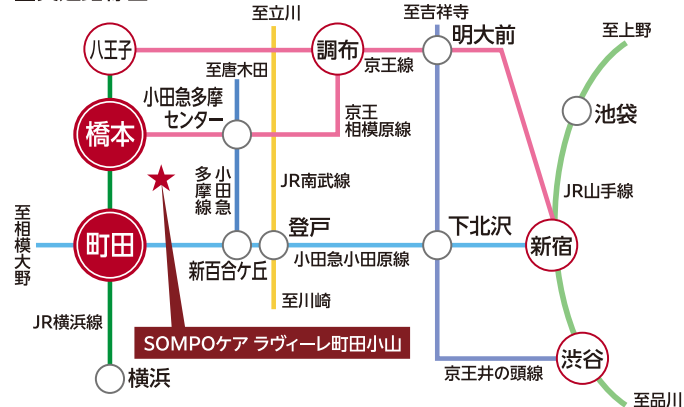 至立川
至吉祥寺
至上野
八王子
調布
明大前
京王線
至唐木田
小田急多摩
センター
京王
相模原線
池袋
橋本
小田急
多摩線
JR南武線
JR山手線
至相模大野
町田
登戸
下北沢
新宿
新百合ケ丘
小田急小田原線
至川崎
JR横浜線
SOMPOケア ラヴィーレ町田小山
渋谷
京王井の頭線
横浜
至品川